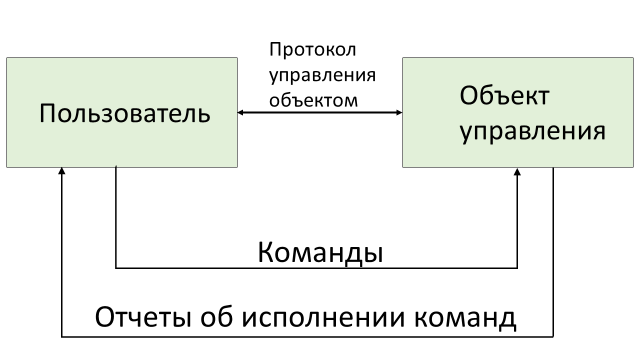 Протокол
управления
объектом
Пользователь
Объект
управления
Команды
Отчеты об исполнении команд